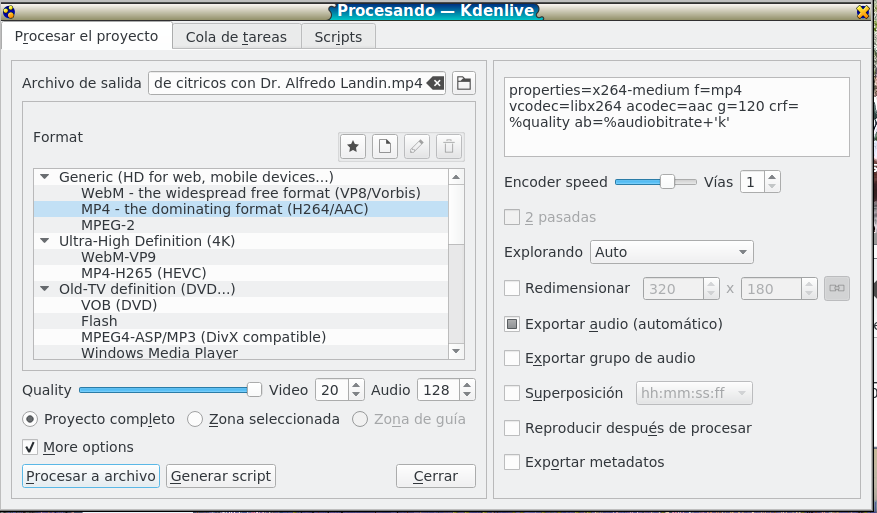 Procesando — Kdenlive
Procesar el proyecto
Cola de tareas
Scripts
Archivo de salida
de citricos con Dr. Alfredo Landin.mp4
Format
Generic (HD for web, mobile devices...)
WebM - the widespread free format (VP8/Vorbis)
MP4 - the dominating format (H264/AAC)
MPEG-2
Ultra-High Definition (4K)
WebM-VP9
MP4-H265 (HEVC)
Old-TV definition (DVD...)
VOB (DVD)
Flash
MPEG4-ASP/MP3 (DivX compatible)
Windows Media Player
Quality Video 20 Audio 128
Proyecto completo Zona seleccionada Zona de guía
More options
Procesar a archivo Generar script Cerrar
properties=x264-medium f=mp4
vcodec=libx264 acodec=aac g=120 crf=
%quality ab=%audiobitrate+'k'
Encoder speed Vías 1
2 pasadas
Explorando Auto
Redimensionar 320 x 180
Exportar audio (automático)
Exportar grupo de audio
Superposición hh:mm:ss:ff
Reproducir después de procesar
Exportar metadatos